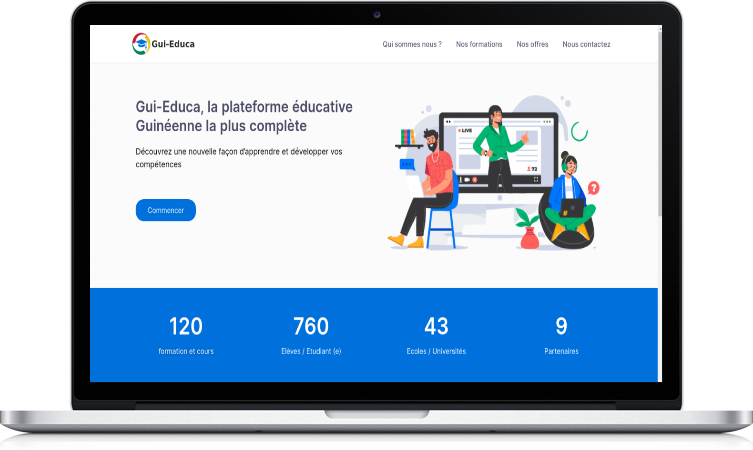 Gui-Educa
Qui sommes nous ?
Nos formations
Nos offres
Nous contactez
Gui-Educa, la plateforme éducative
Guinéenne la plus complète
Découvrez une nouvelle façon d'apprendre et développer vos
compétences
Commencer
LIVE
72
?
120
760
43
9
formation et cours
Elèves / Etudiant (e)
Ecoles / Universités
Partenaires